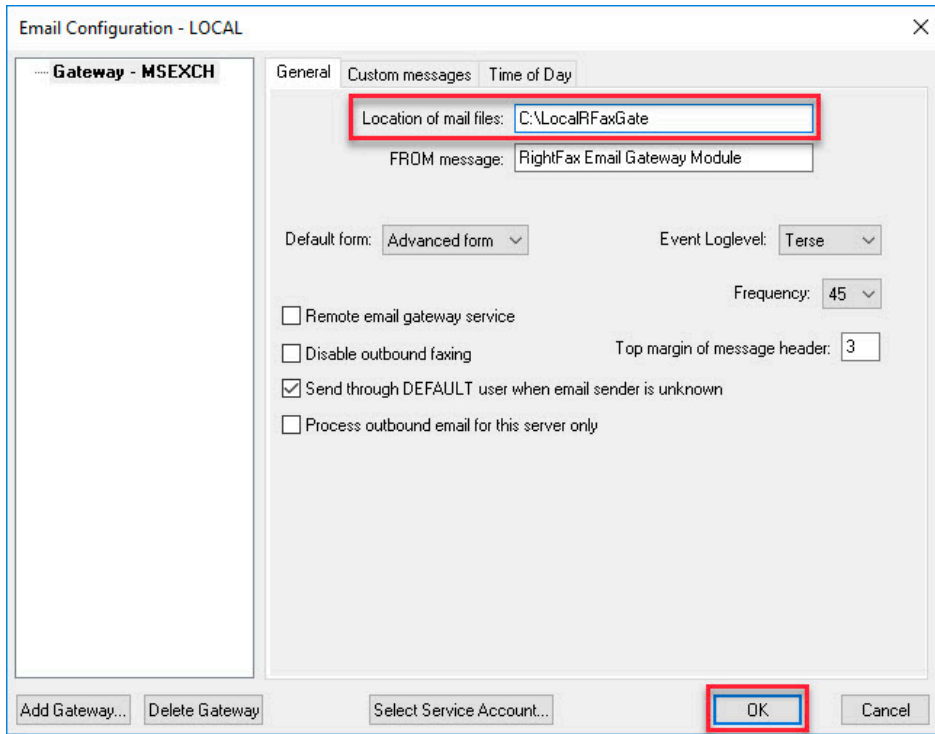 Email Configuration - LOCAL
Gateway - MSEXCH
General Custom messages Time of Day
Location of mail files: C:\LocalRFaxGate
FROM message: RightFax Email Gateway Module
Default form: Advanced form Event Loglevel: Terse
Frequency: 45
Remote email gateway service
Disable outbound faxing Top margin of message header: 3
Send through DEFAULT user when email sender is unknown
Process outbound email for this server only
Add Gateway... Delete Gateway Select Service Account... OK Cancel